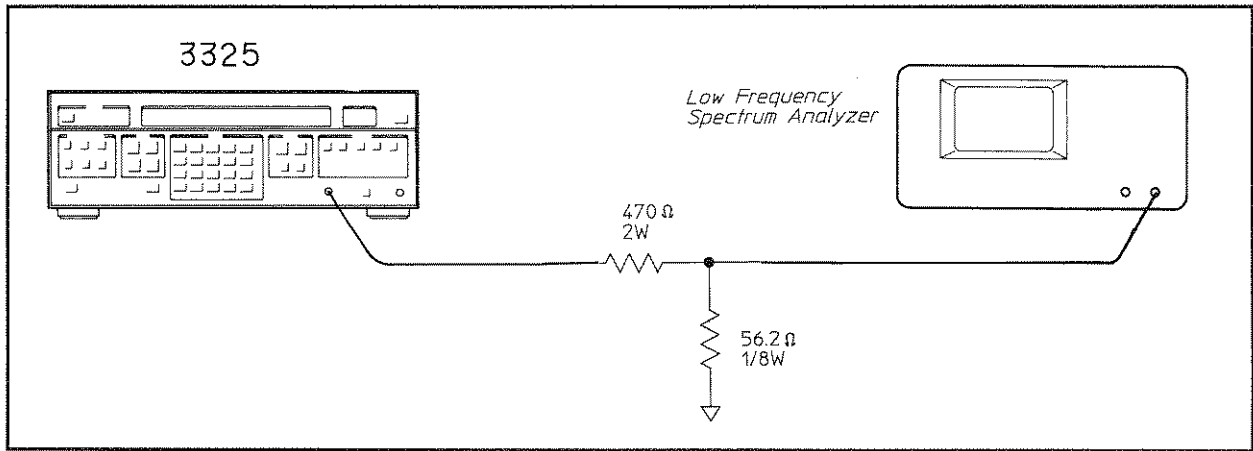 3325
Low Frequency
Spectrum Analyzer
470 Ω
2W
56.2 Ω
1/8W